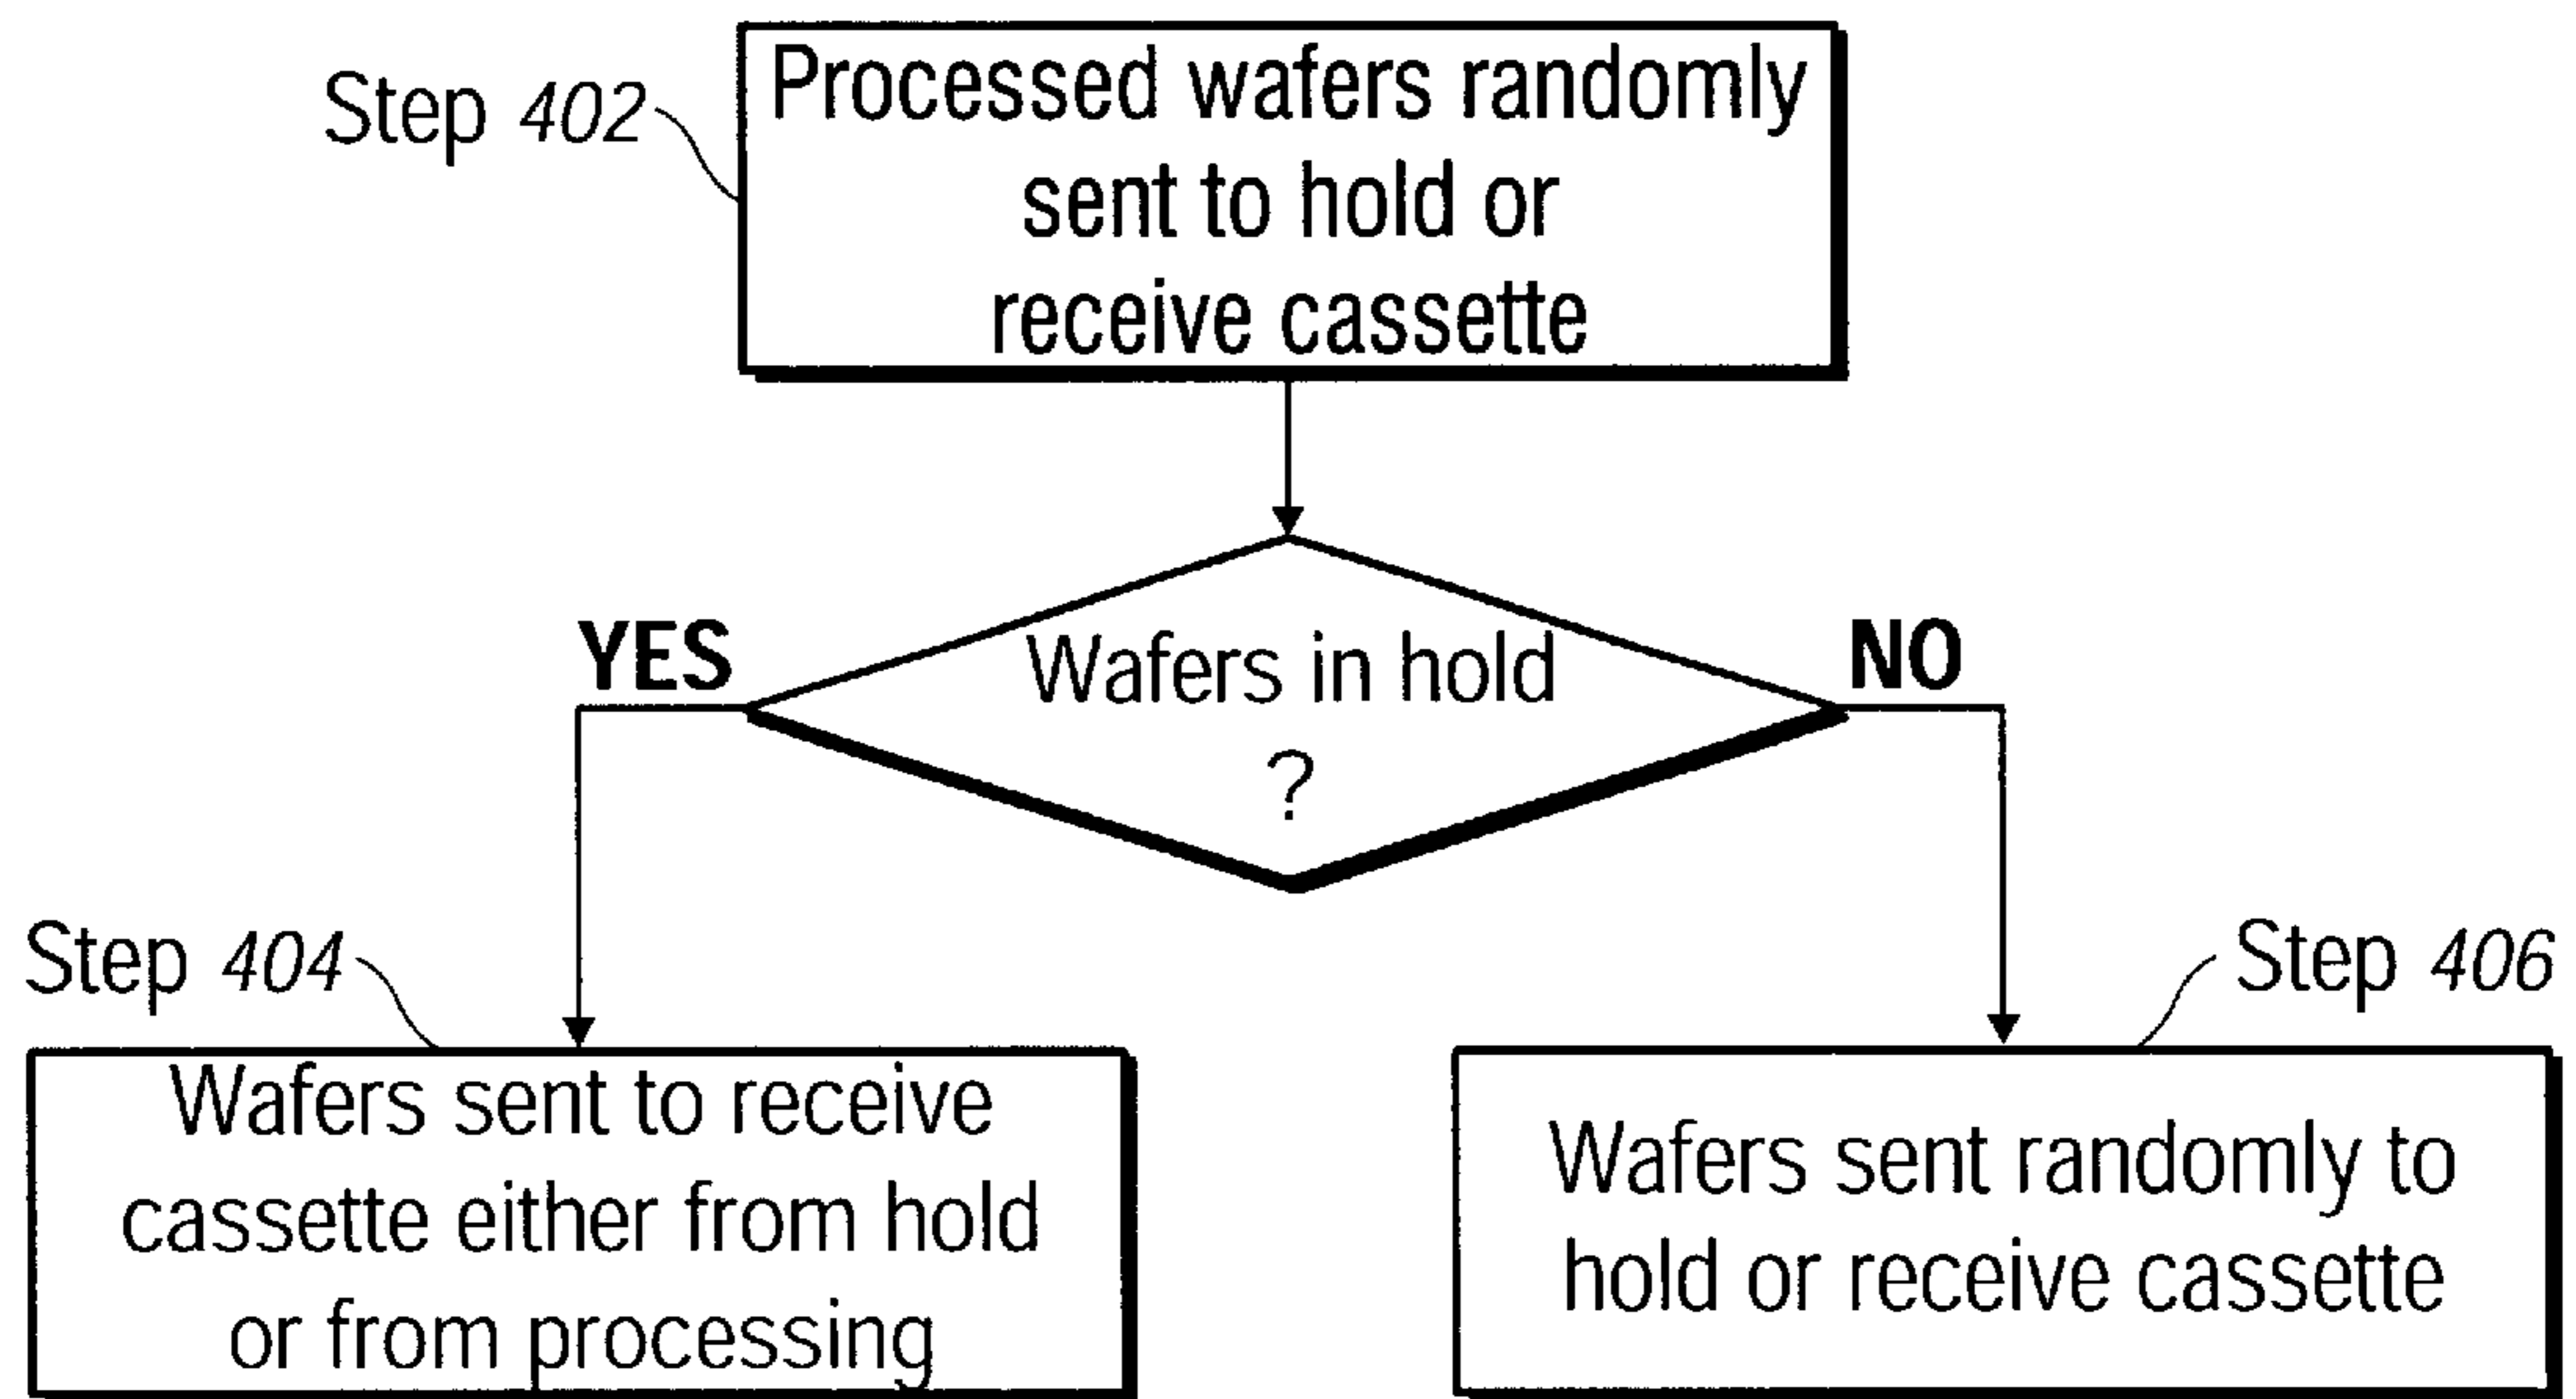 Step 402
Processed wafers randomly
sent to hold or
receive cassette
YES
Wafers in hold
?
NO
Step 404
Wafers sent to receive
cassette either from hold
or from processing
Step 406
Wafers sent randomly to
hold or receive cassette